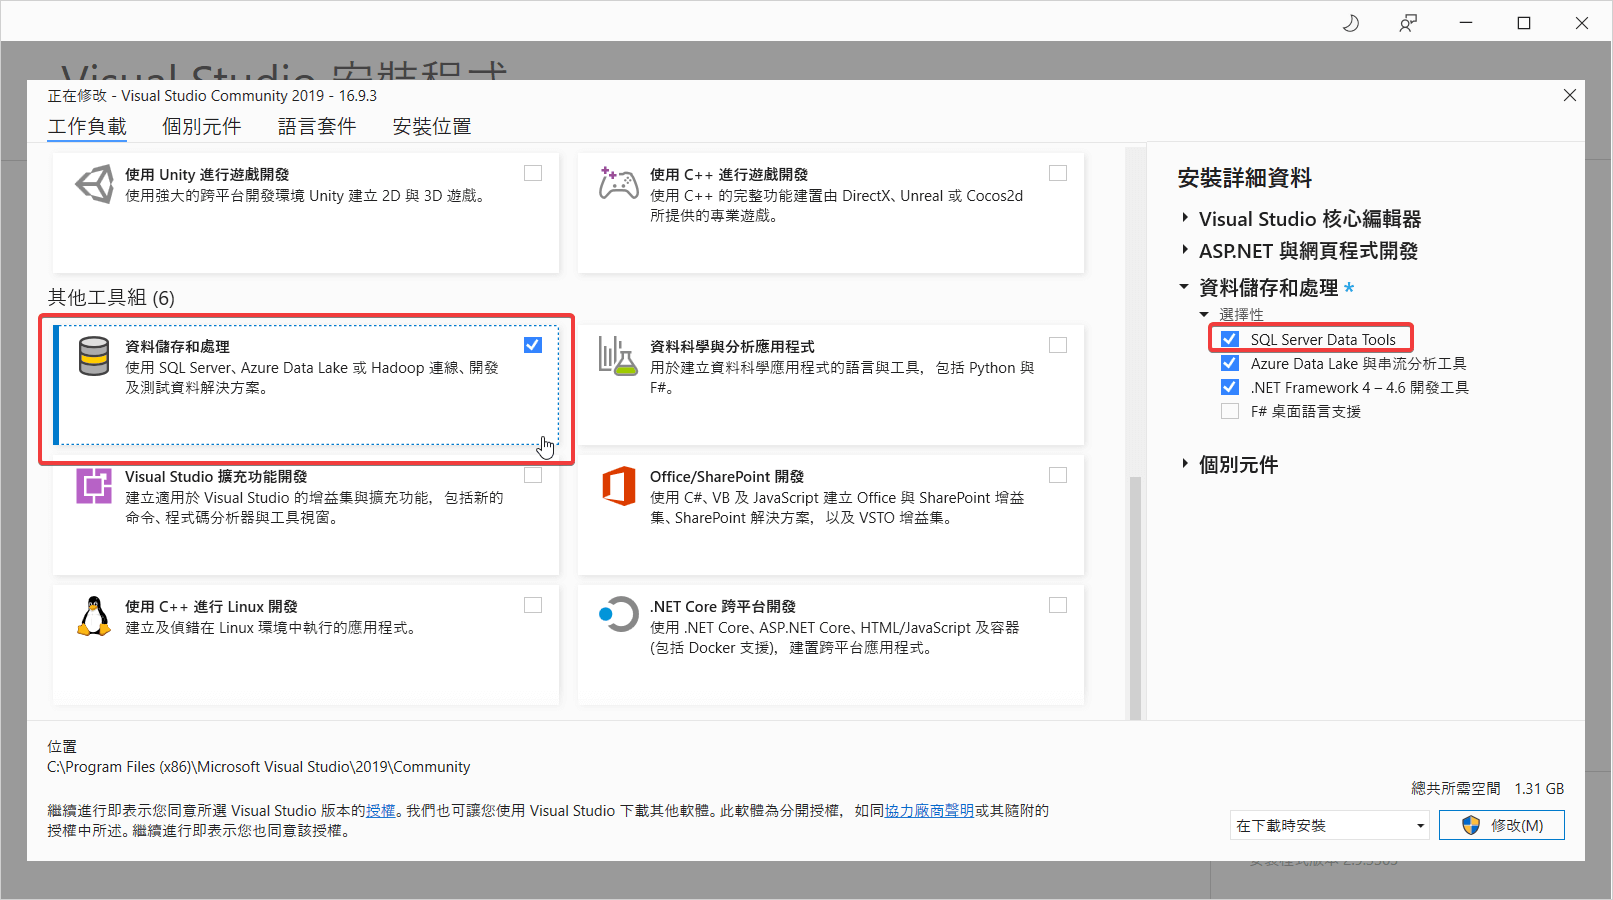 Visual Studio 安裝程式
正在修改 - Visual Studio Community 2019 - 16.9.3
工作負載 個別元件 語言套件 安裝位置
使用 Unity 進行遊戲開發
使用強大的跨平台開發環境 Unity 建立 2D 與 3D 遊戲。
使用 C++ 進行遊戲開發
使用 C++ 的完整功能建置由 DirectX、Unreal 或 Cocos2d
所提供的專業遊戲。
其他工具組 (6)
資料儲存和處理
使用 SQL Server、Azure Data Lake 或 Hadoop 連線、開發
及測試資料解決方案。
資料科學與分析應用程式
用於建立資料科學應用程式的語言與工具，包括 Python 與
F#。
Visual Studio 擴充功能開發
建立適用於 Visual Studio 的增益集與擴充功能，包括新的
命令、程式碼分析器與工具視窗。
Office/SharePoint 開發
使用 C#、VB 及 JavaScript 建立 Office 與 SharePoint 增益
集、SharePoint 解決方案，以及 VSTO 增益集。
使用 C++ 進行 Linux 開發
建立及偵錯在 Linux 環境中執行的應用程式。
.NET Core 跨平台開發
使用 .NET Core、ASP.NET Core、HTML/JavaScript 及容器
(包括 Docker 支援)，建置跨平台應用程式。
安裝詳細資料
Visual Studio 核心編輯器
ASP.NET 與網頁程式開發
資料儲存和處理 *
選擇性
SQL Server Data Tools
Azure Data Lake 與串流分析工具
.NET Framework 4 – 4.6 開發工具
F# 桌面語言支援
個別元件
位置
C:\Program Files (x86)\Microsoft Visual Studio\2019\Community
繼續進行即表示您同意所選 Visual Studio 版本的授權。我們也可讓您使用 Visual Studio 下載其他軟體。此軟體為分開授權，如同協力廠商聲明或其隨附的
授權中所述。繼續進行即表示您也同意該授權。
總共所需空間 1.31 GB
在下載時安裝
修改(M)